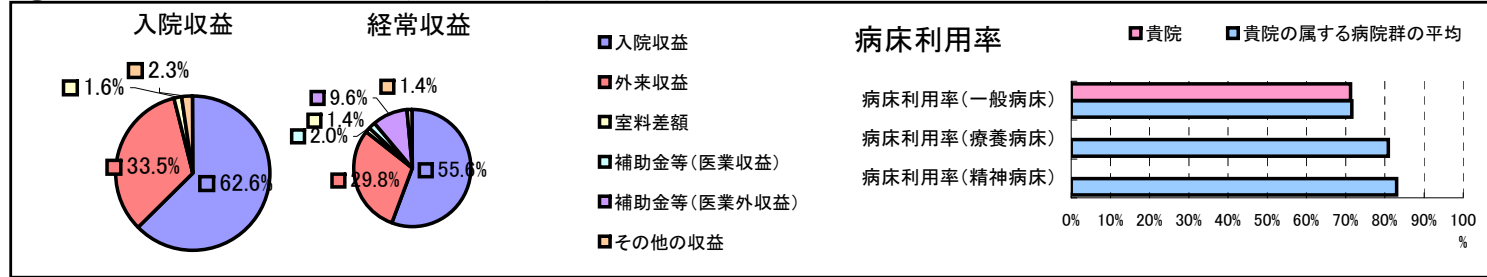 入院収益
2.3%
1.6%
33.5%
62.6%
経常収益
1.4%
9.6%
1.4%
2.0%
29.8%
55.6%
入院収益
外来収益
室料差額
補助金等(医業収益)
補助金等(医業外収益)
その他の収益
病床利用率
貴院 貴院の属する病院群の平均
病床利用率(一般病床)
病床利用率(療養病床)
病床利用率(精神病床)
0% 10% 20% 30% 40% 50% 60% 70% 80% 90% 100
%